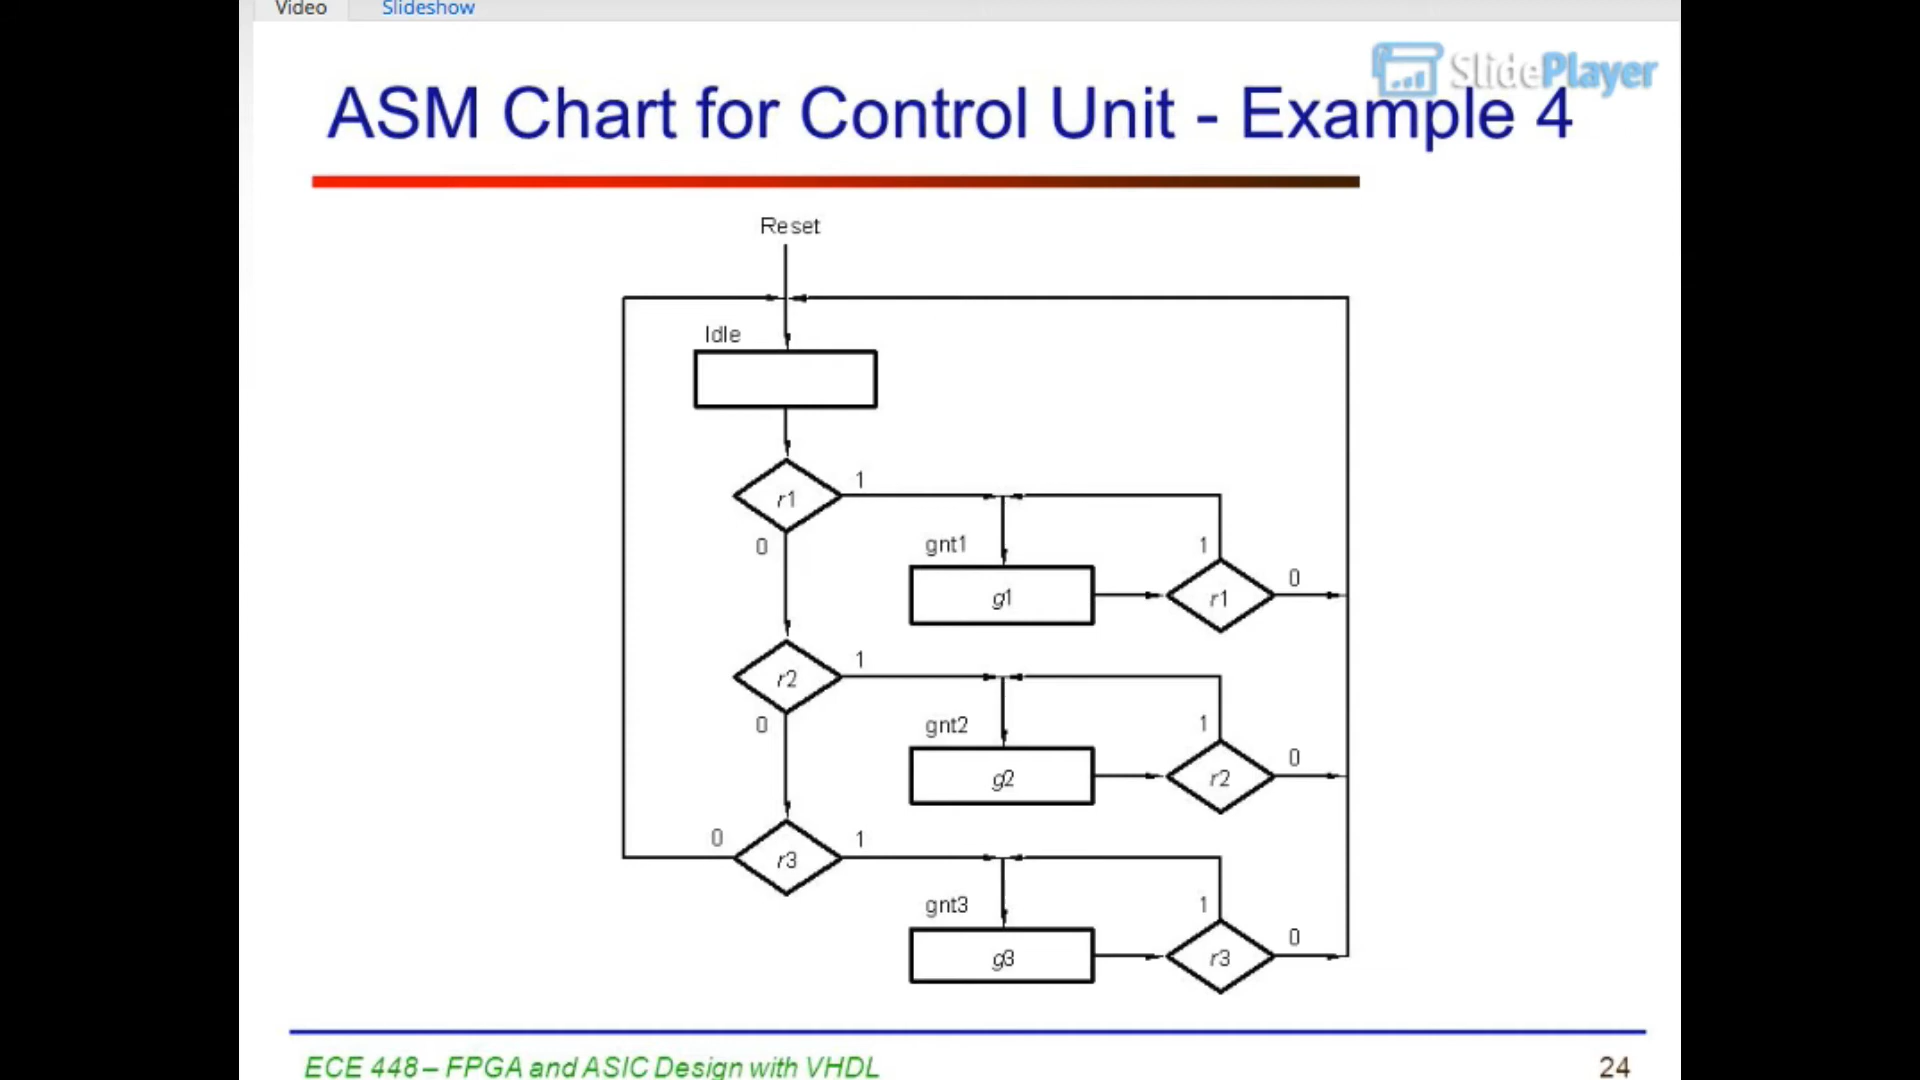 Video Slideshow
SlidePlayer
ASM Chart for Control Unit - Example 4
Reset
Idle
r1
1
0
gnt1
g1
1
r1
0
r2
1
0
gnt2
g2
1
r2
0
0
r3
1
gnt3
g3
1
r3
0
ECE 448 – FPGA and ASIC Design with VHDL
24